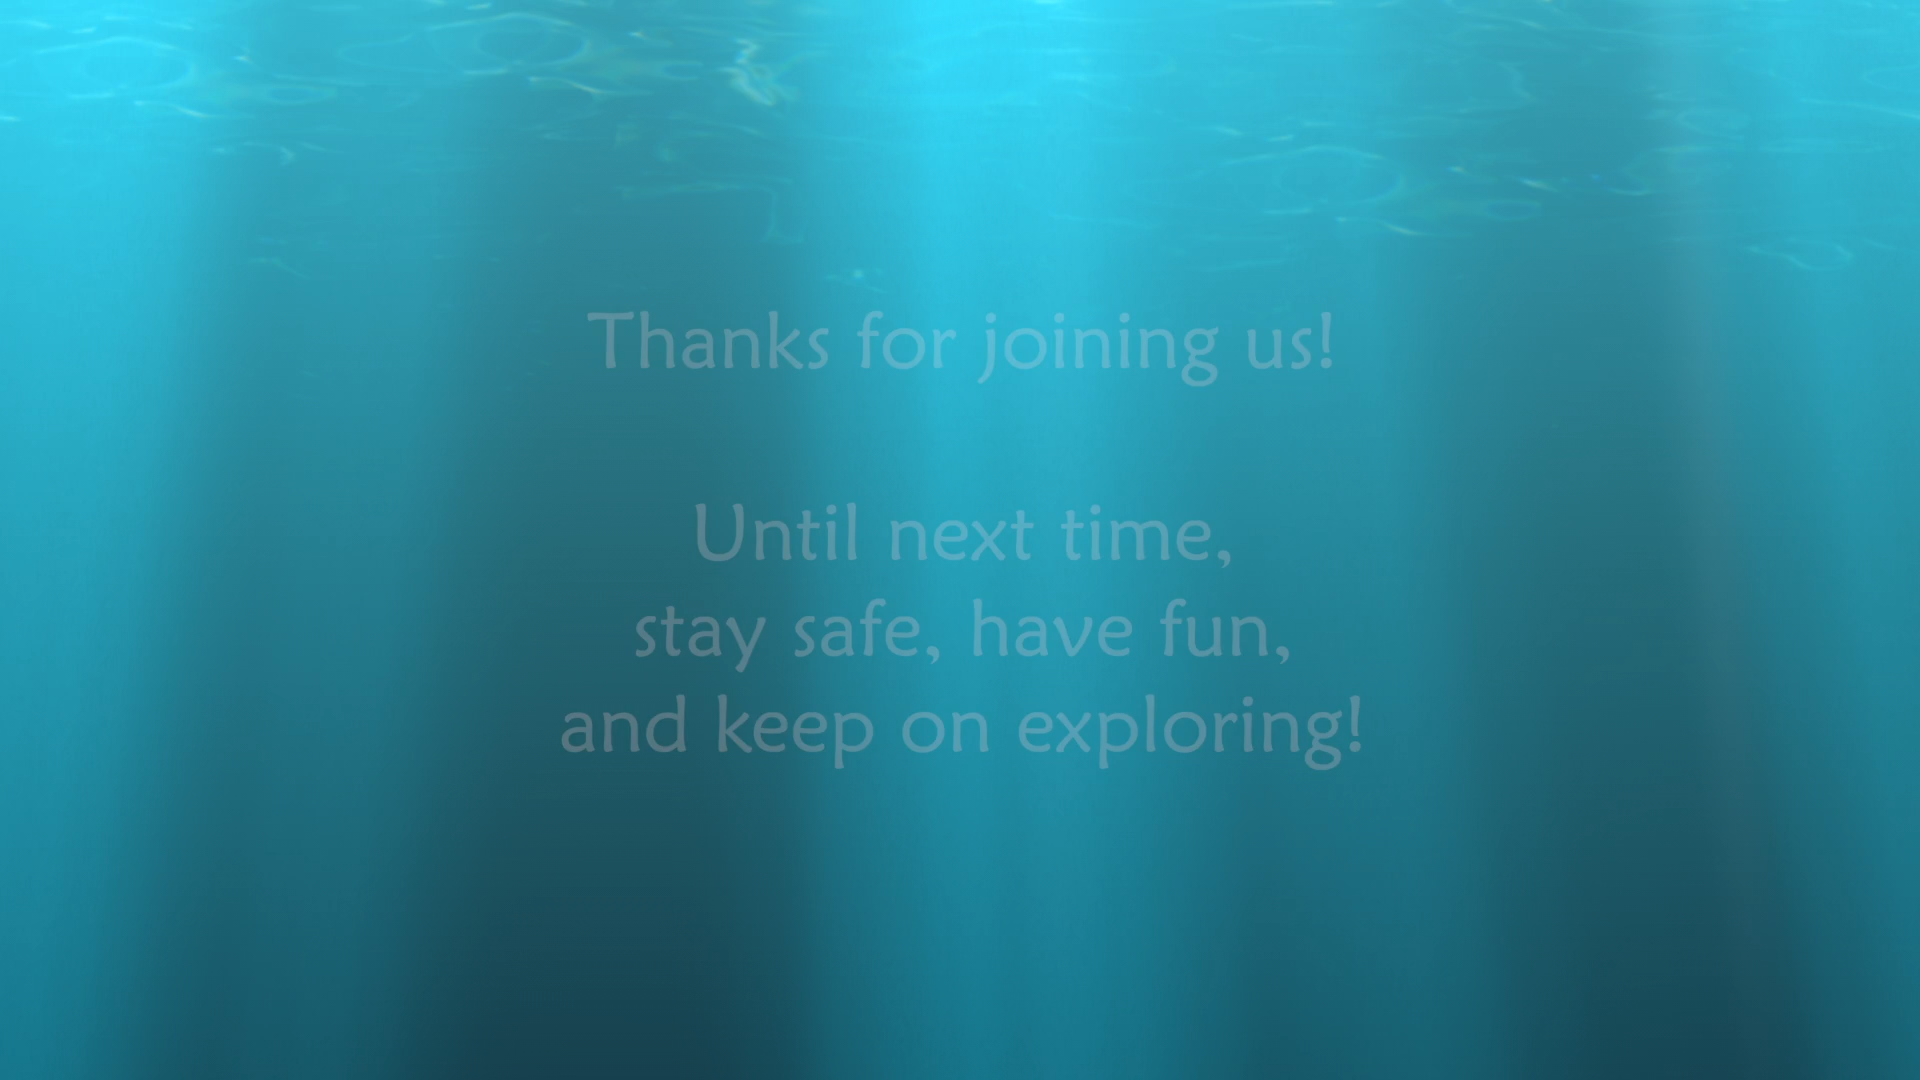 Thanks for joining us!
Until next time,
stay safe, have fun,
and keep on exploring!